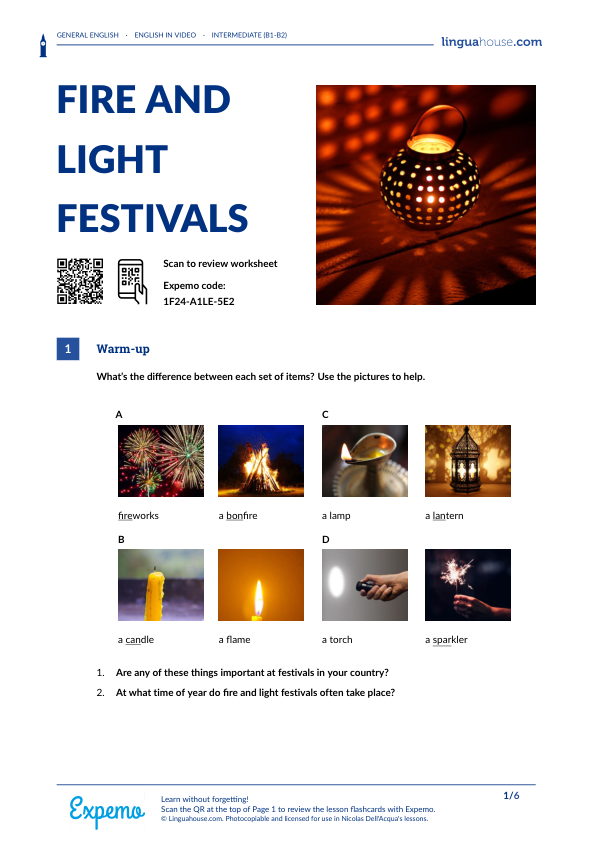 GENERAL ENGLISH · ENGLISH IN VIDEO · INTERMEDIATE (B1-B2)
linguahouse.com
FIRE AND
LIGHT
FESTIVALS
Scan to review worksheet
Expemo code:
1F24-A1LE-5E2
1 Warm-up
What's the difference between each set of items? Use the pictures to help.
A C
fireworks a bonfire a lamp a lantern
B D
a candle a flame a torch a sparkler
1. Are any of these things important at festivals in your country?
2. At what time of year do fire and light festivals often take place?
1/6
Expemo
Learn without forgetting!
Scan the QR at the top of Page 1 to review the lesson flashcards with Expemo.
© Linguahouse.com. Photocopiable and licensed for use in Nicolas Dell'Acqua's lessons.